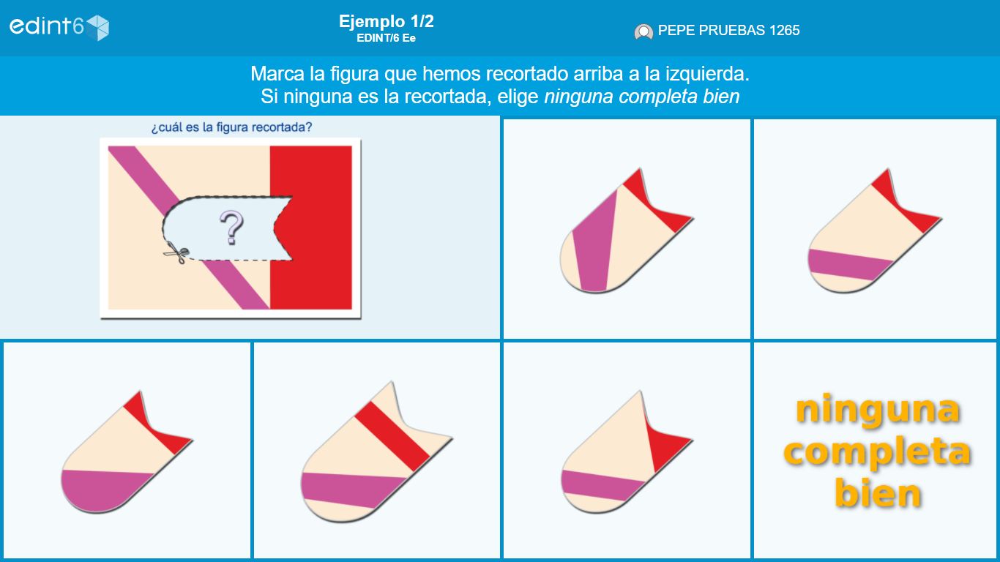 edint6
Ejemplo 1/2
EDINT/6 Ee
PEPE PRUEBAS 1265
Marca la figura que hemos recortado arriba a la izquierda.
Si ninguna es la recortada, elige ninguna completa bien
¿cuál es la figura recortada?
?
ninguna
completa
bien